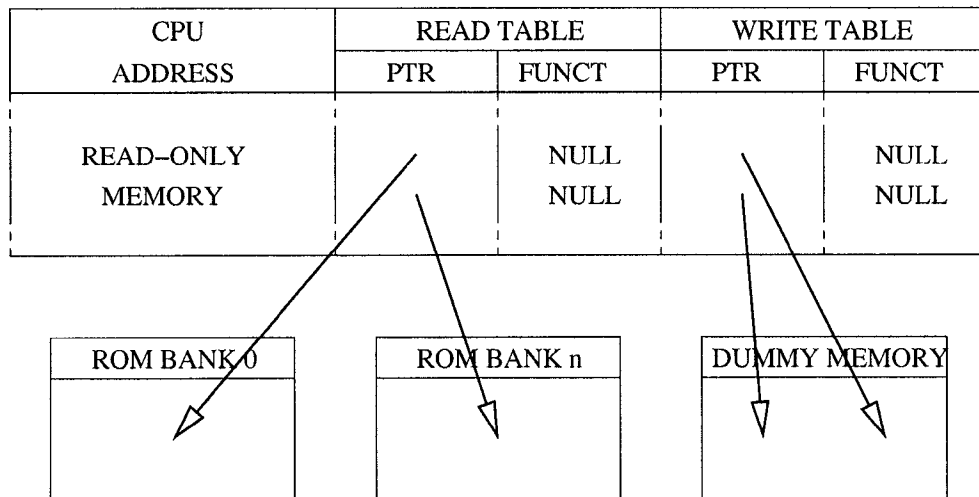 CPU READ TABLE WRITE TABLE
ADDRESS PTR FUNCT PTR FUNCT
READ-ONLY NULL NULL
MEMORY NULL NULL
ROM BANK 0 ROM BANK n DUMMY MEMORY